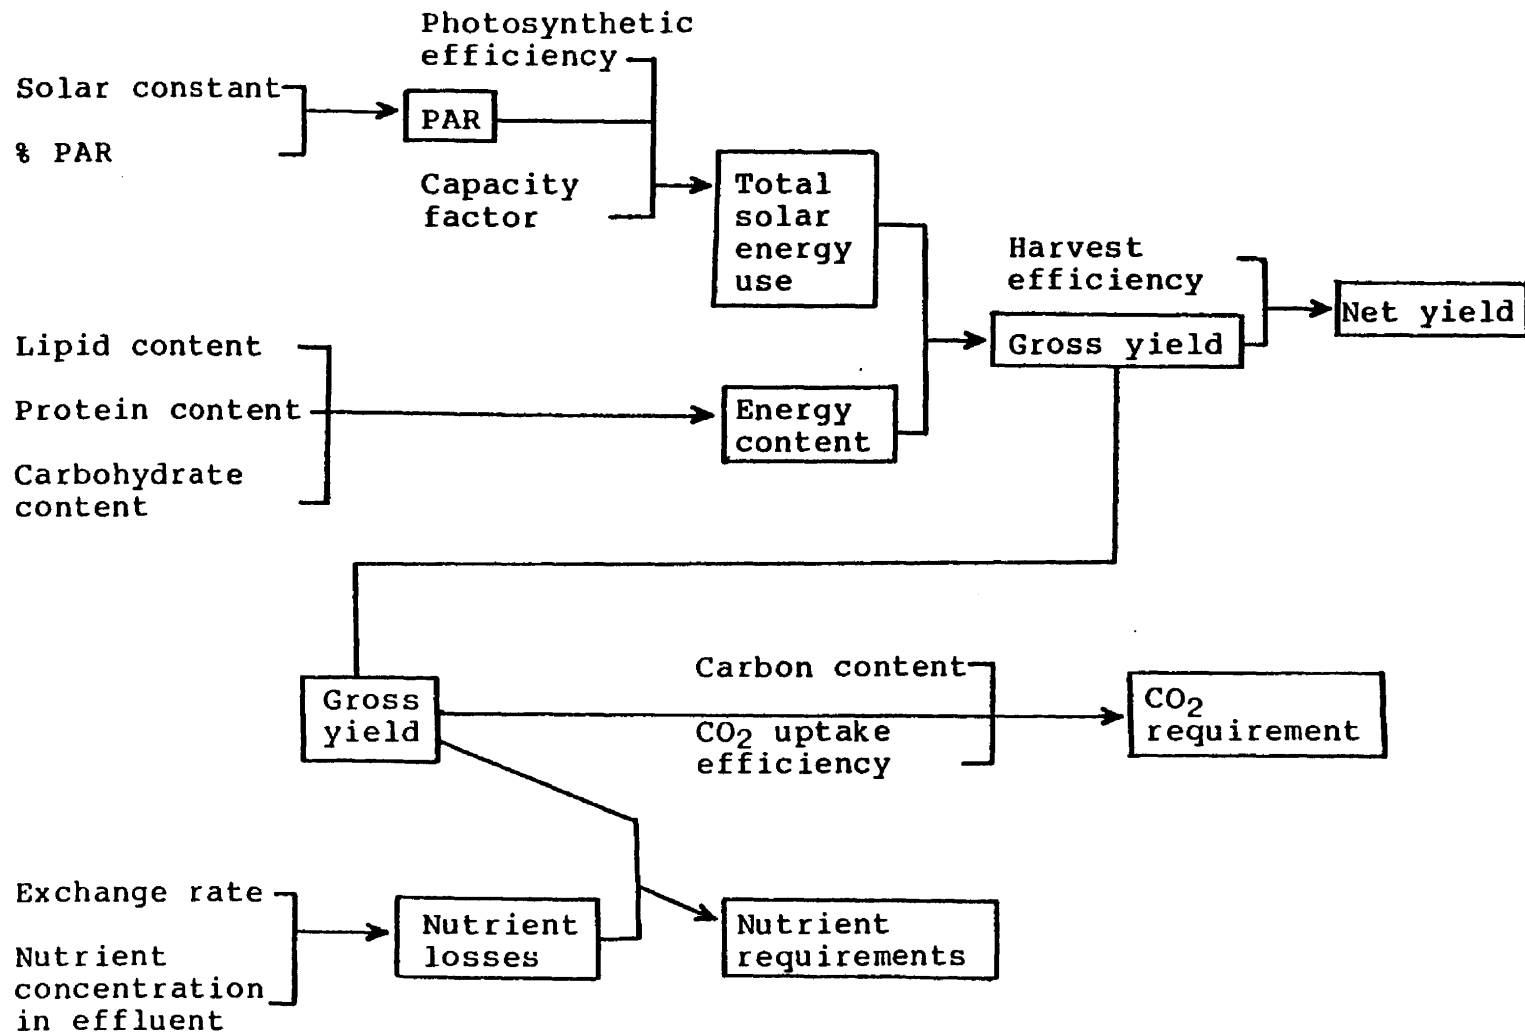 Photosynthetic
efficiency
Solar constant
% PAR
PAR
Capacity
factor
Total
solar
energy
use
Harvest
efficiency
Net yield
Gross yield
Lipid content
Protein content
Carbohydrate
content
Energy
content
Gross
yield
Carbon content
CO₂ uptake
efficiency
CO₂
requirement
Exchange rate
Nutrient
concentration
in effluent
Nutrient
losses
Nutrient
requirements